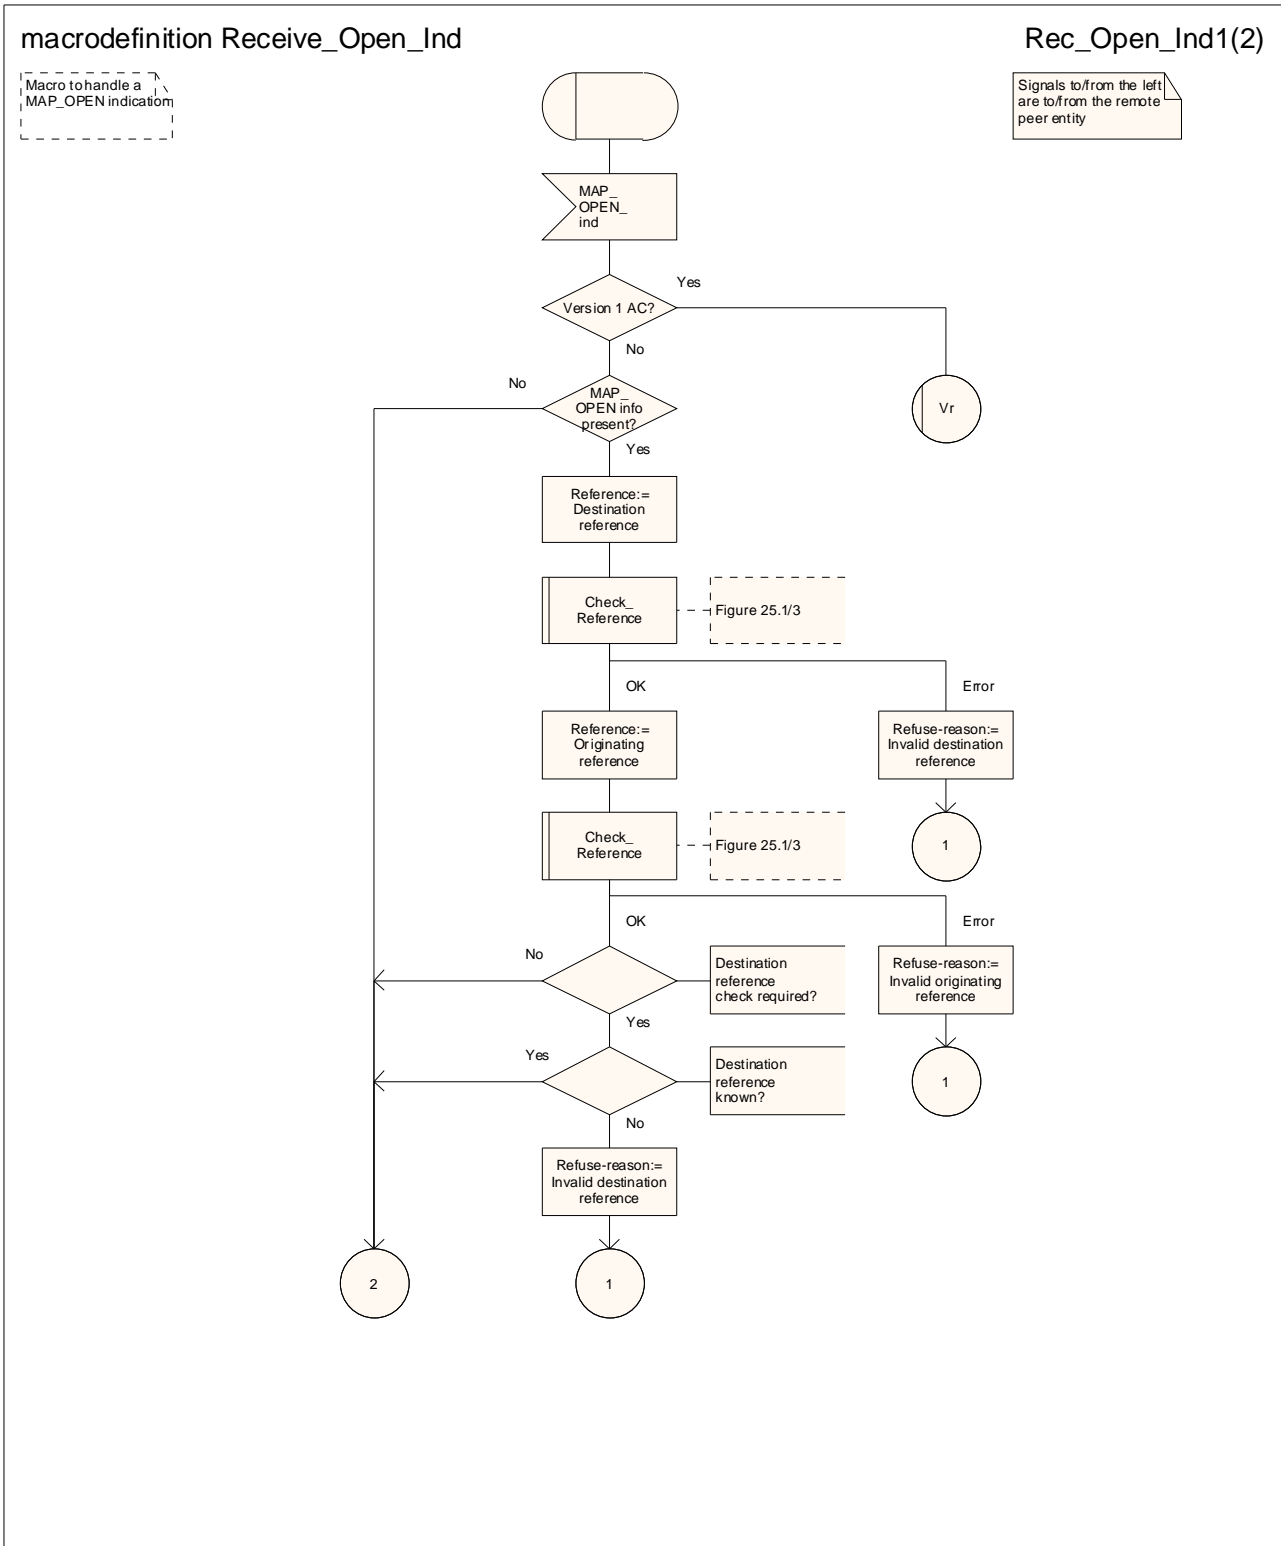 macrodefinition Receive_Open_Ind
Rec_Open_Ind1(2)
Macro to handle a
MAP_OPEN indication
Signals to/from the left
are to/from the remote
peer entity
MAP_
OPEN_
ind
Yes
Version 1 AC?
No
No
MAP_
OPEN info
present?
Vr
Yes
Reference:=
Destination
reference
Check_
Reference
Figure 25.1/3
OK
Error
Reference:=
Originating
reference
Refuse-reason:=
Invalid destination
reference
Check_
Reference
Figure 25.1/3
1
OK
Error
No
Destination
reference
check required?
Refuse-reason:=
Invalid originating
reference
Yes
Yes
Destination
reference
known?
1
No
Refuse-reason:=
Invalid destination
reference
2
1